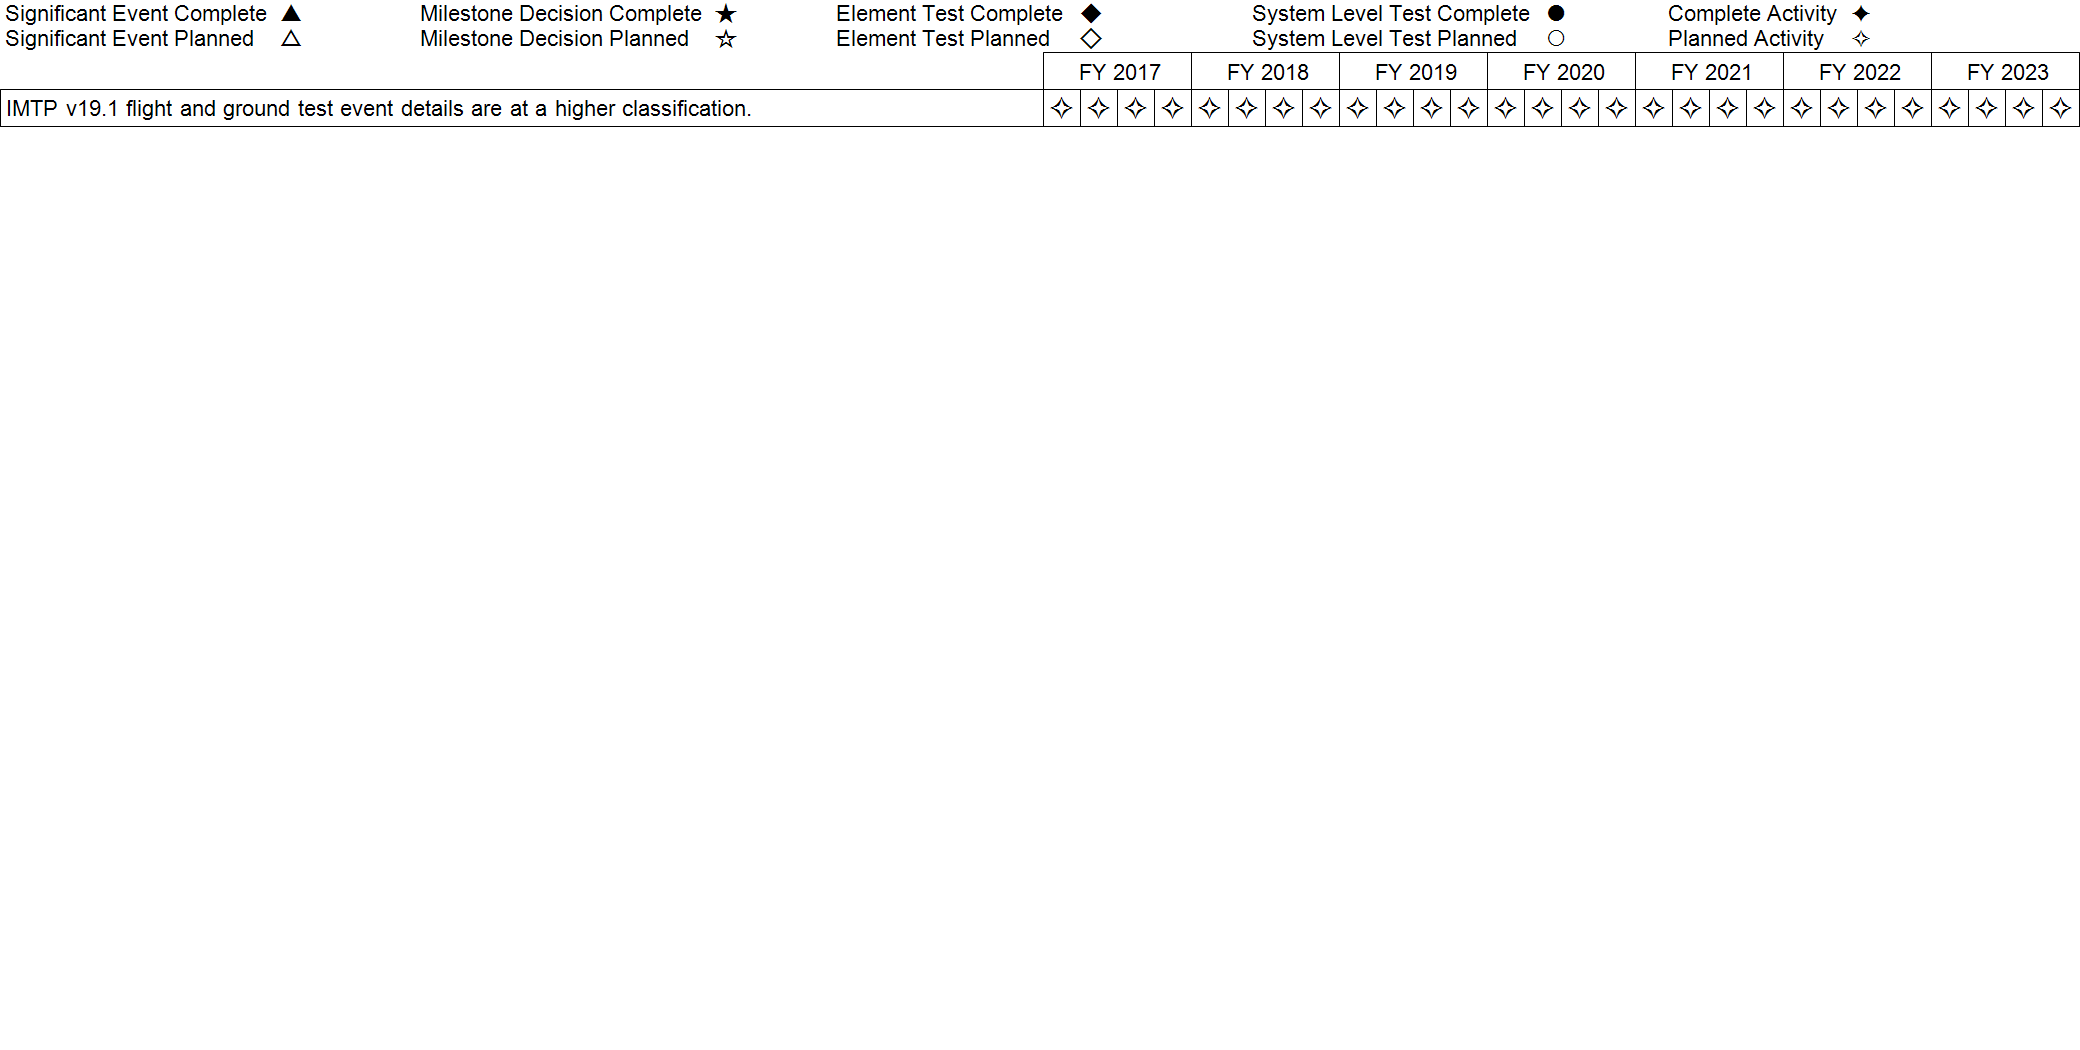 Significant Event Complete ▲ Milestone Decision Complete ★ Element Test Complete ◆ System Level Test Complete ● Complete Activity ✦
Significant Event Planned △ Milestone Decision Planned ☆ Element Test Planned ◇ System Level Test Planned ○ Planned Activity ✧
FY 2017 FY 2018 FY 2019 FY 2020 FY 2021 FY 2022 FY 2023
IMTP v19.1 flight and ground test event details are at a higher classification. ✧ ✧ ✧ ✧ ✧ ✧ ✧ ✧ ✧ ✧ ✧ ✧ ✧ ✧ ✧ ✧ ✧ ✧ ✧ ✧ ✧ ✧ ✧ ✧ ✧ ✧ ✧ ✧